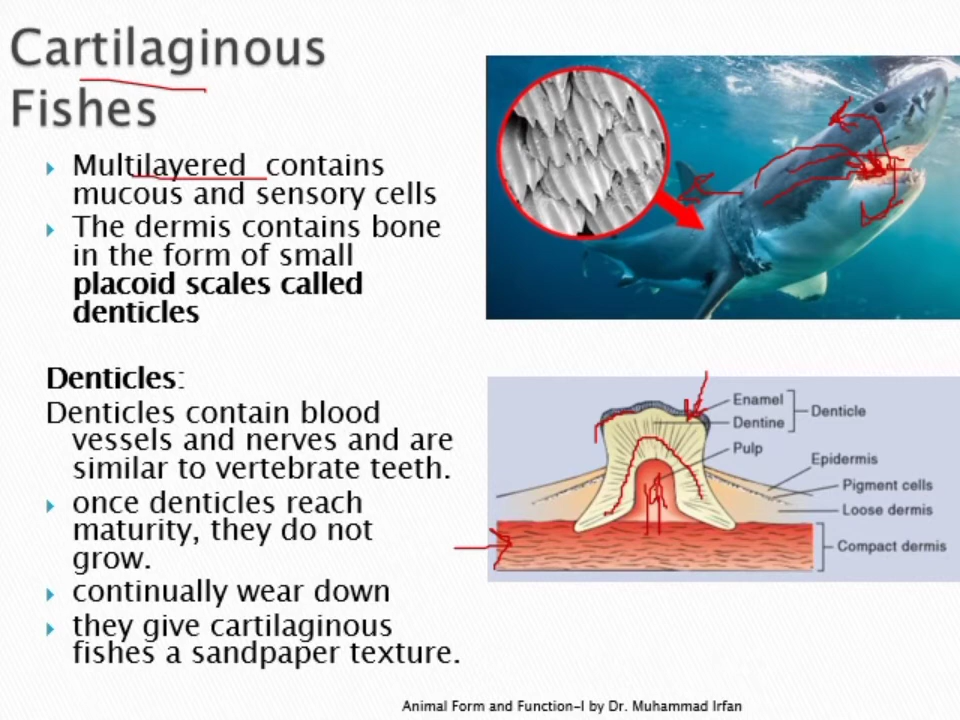 Cartilaginous
Fishes
Multilayered contains
mucous and sensory cells
The dermis contains bone
in the form of small
placoid scales called
denticles
Denticles:
Denticles contain blood
vessels and nerves and are
similar to vertebrate teeth.
once denticles reach
maturity, they do not
grow.
continually wear down
they give cartilaginous
fishes a sandpaper texture.
Enamel
Denticle
Dentine
Pulp
Epidermis
Pigment cells
Loose dermis
Compact dermis
Animal Form and Function-I by Dr. Muhammad Irfan